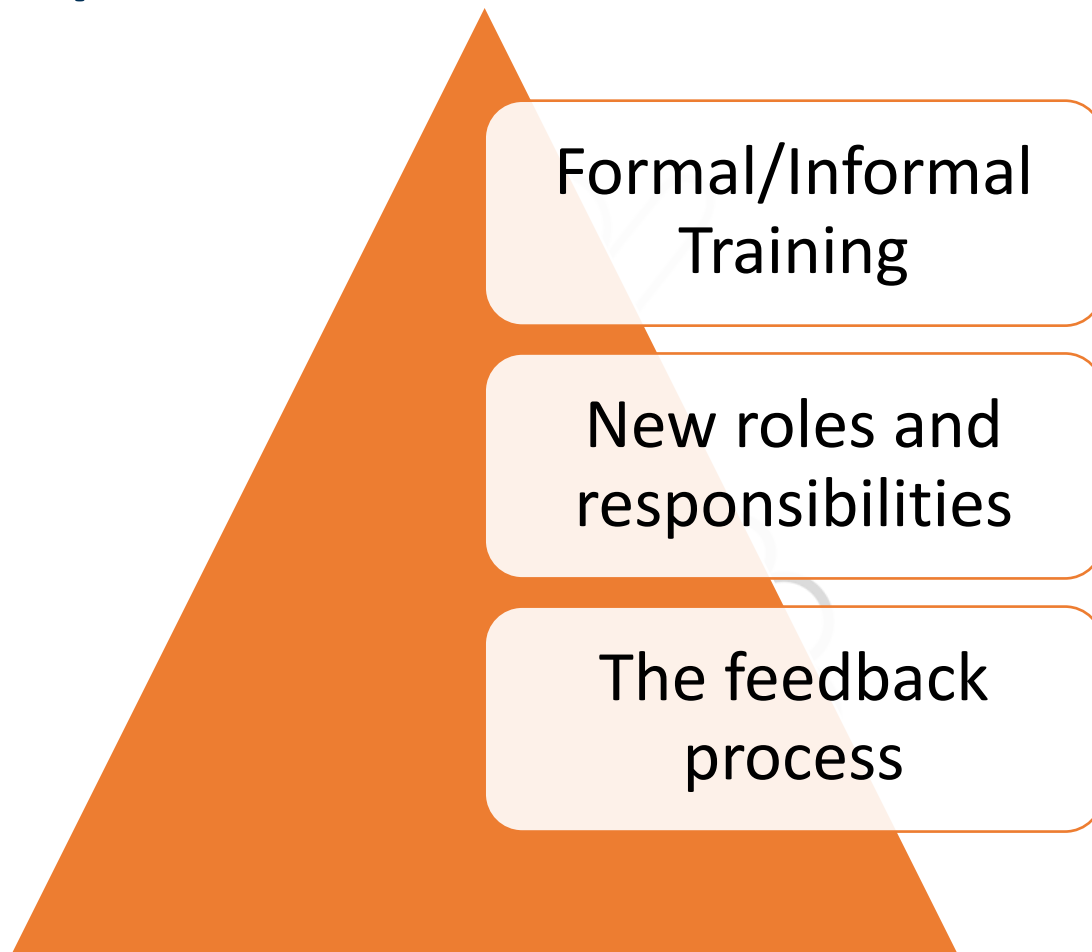 Formal/Informal
Training
New roles and
responsibilities
The feedback
process